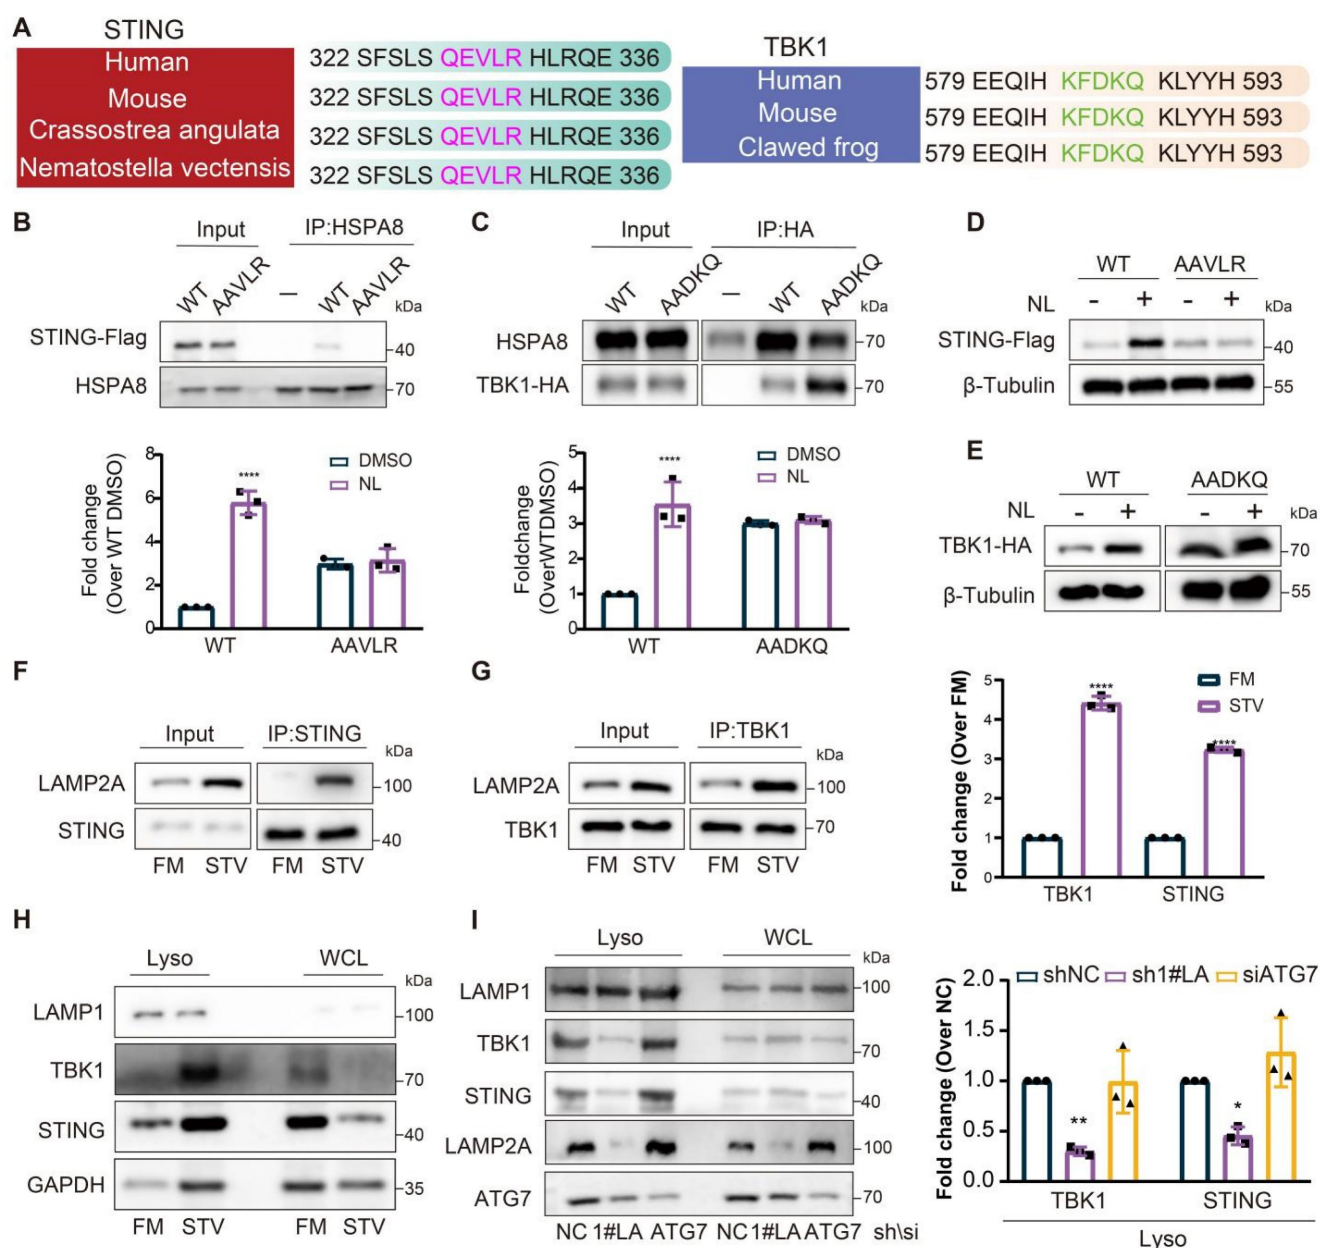 A
STING
Human
Mouse
Crassostrea angulata
Nematostella vectensis
322 SFSLS QEVLR HLRQE 336
322 SFSLS QEVLR HLRQE 336
322 SFSLS QEVLR HLRQE 336
322 SFSLS QEVLR HLRQE 336
TBK1
Human
Mouse
Clawed frog
579 EEQIH KFDKQ KLYYH 593
579 EEQIH KFDKQ KLYYH 593
579 EEQIH KFDKQ KLYYH 593
B
Input IP:HSPA8
WT AAVLR — WT AAVLR kDa
STING-Flag 40
HSPA8 70
Fold change
(Over WT DMSO)
8
6
4
2
0
****
DMSO
NL
WT AAVLR
C
Input IP:HA
WT AADKQ — WT AADKQ kDa
HSPA8 70
TBK1-HA 70
Foldchange
(OverWTDMSO)
5
4
3
2
1
0
****
DMSO
NL
WT AADKQ
D
WT AAVLR
NL - + - + kDa
STING-Flag 40
β-Tubulin 55
E
WT AADKQ
NL - + - + kDa
TBK1-HA 70
β-Tubulin 55
F
Input IP:STING
kDa
LAMP2A 100
STING 40
FM STV FM STV
G
Input IP:TBK1
kDa
LAMP2A 100
TBK1 70
FM STV FM STV
Fold change (Over FM)
5
4
3
2
1
0
**** ****
FM
STV
TBK1 STING
H
Lyso WCL
kDa
LAMP1 100
TBK1 70
STING 40
GAPDH 35
FM STV FM STV
I
Lyso WCL
kDa
LAMP1 100
TBK1 70
STING 40
LAMP2A 100
ATG7 70
NC 1#LA ATG7 NC 1#LA ATG7 sh\si
Fold change (Over NC)
2.0
1.5
1.0
0.5
0.0
shNC sh1#LA siATG7
** *
TBK1 STING
Lyso